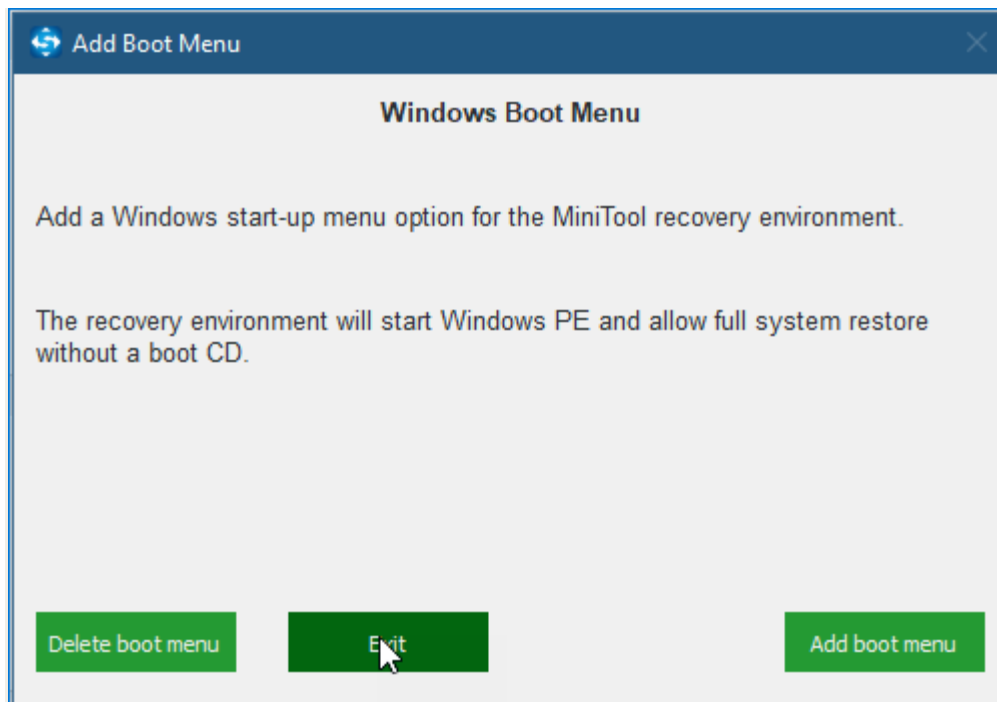 Add Boot Menu
Windows Boot Menu
Add a Windows start-up menu option for the MiniTool recovery environment.
The recovery environment will start Windows PE and allow full system restore
without a boot CD.
Delete boot menu
Exit
Add boot menu